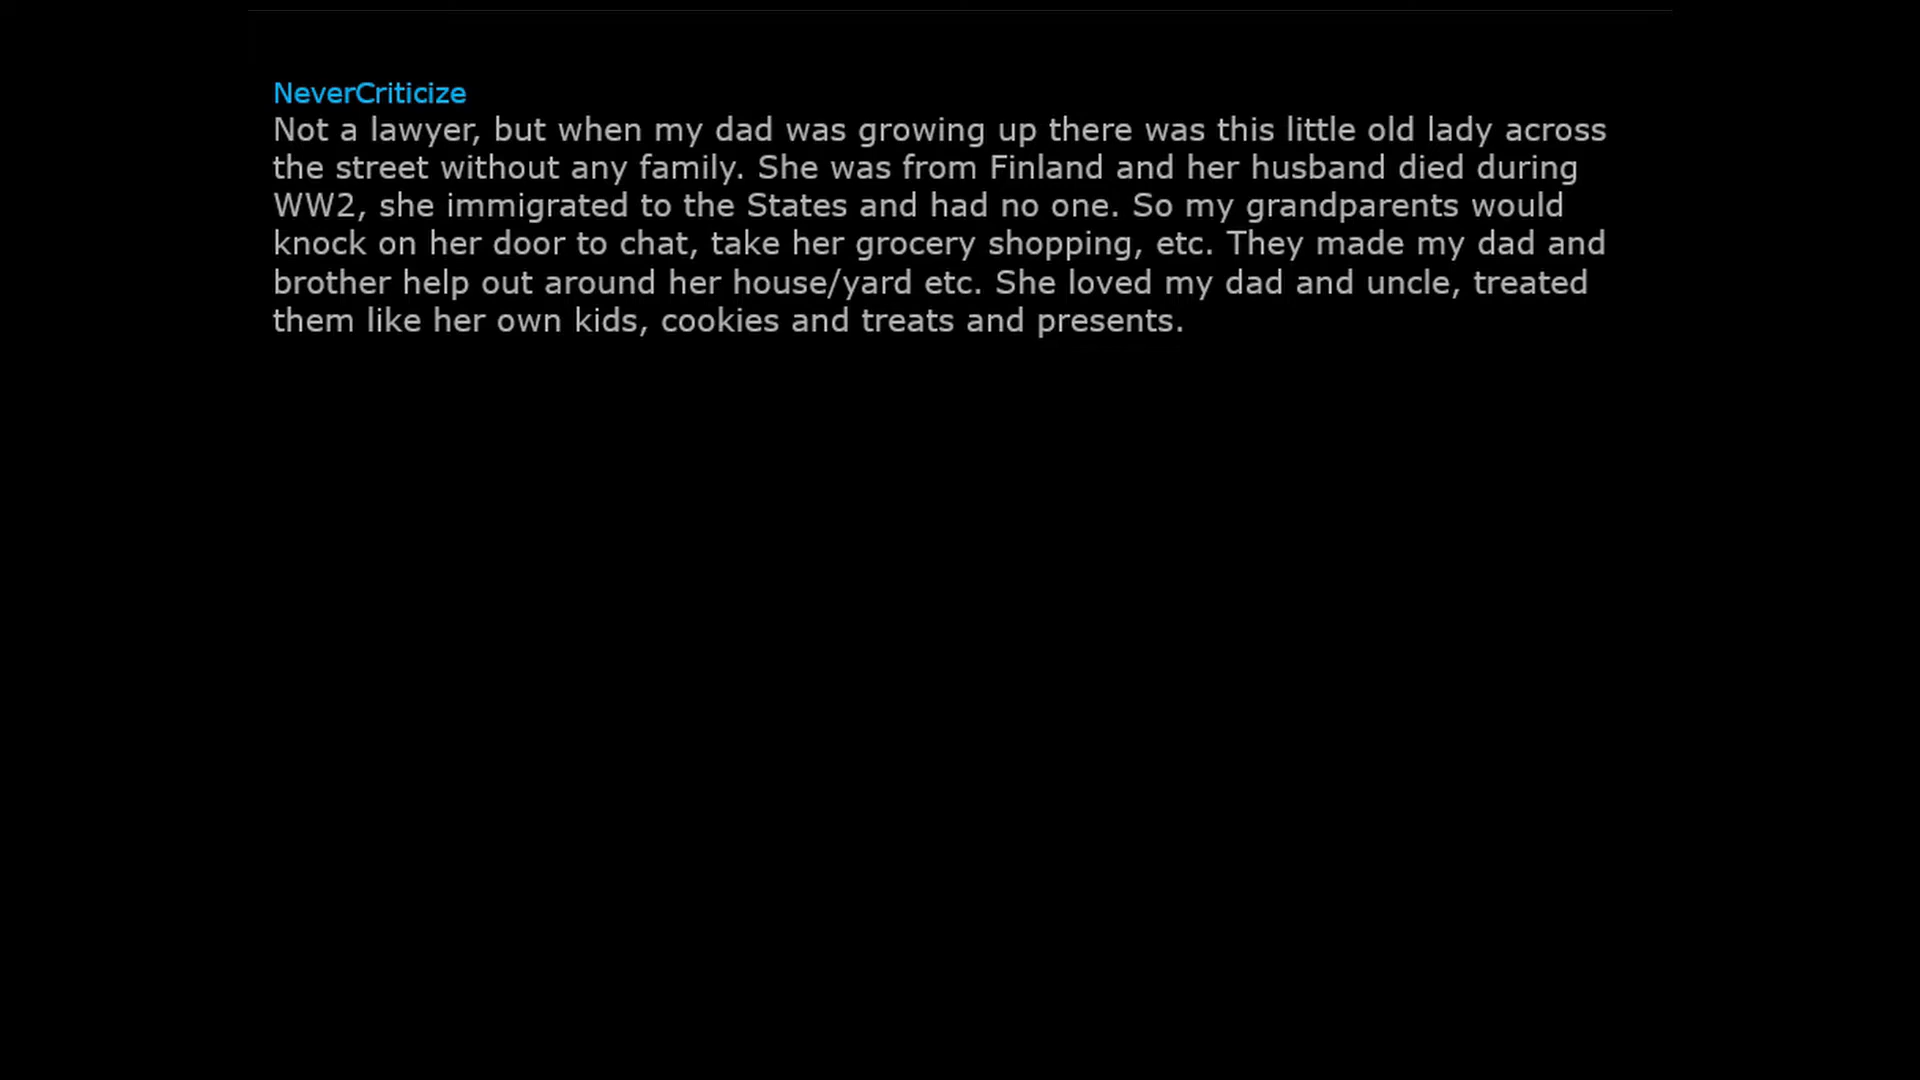 NeverCriticize
Not a lawyer, but when my dad was growing up there was this little old lady across
the street without any family. She was from Finland and her husband died during
WW2, she immigrated to the States and had no one. So my grandparents would
knock on her door to chat, take her grocery shopping, etc. They made my dad and
brother help out around her house/yard etc. She loved my dad and uncle, treated
them like her own kids, cookies and treats and presents.